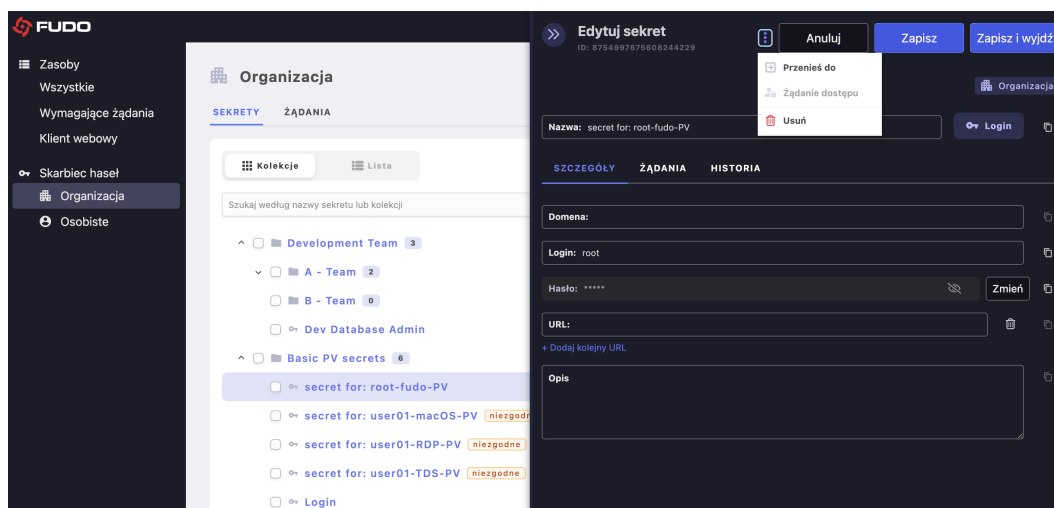 FUDO
Zasoby
Wszystkie
Wymagające żądania
Klient webowy
Skarbiec haseł
Organizacja
Osobiste
Organizacja
SEKRETY ŻĄDANIA
Kolekcje Lista
Szukaj według nazwy sekretu lub kolekcji
Development Team 3
A - Team 2
B - Team 0
Dev Database Admin
Basic PV secrets 6
secret for: root-fudo-PV
secret for: user01-macOS-PV niezgodn
secret for: user01-RDP-PV niezgodne
secret for: user01-TDS-PV niezgodne
Login
Edytuj sekret
ID: 8754997675608244229
Anuluj Zapisz Zapisz i wyjdź
Przenieś do
Żądanie dostępu
Usuń
Organizacja
Nazwa: secret for: root-fudo-PV
Login
SZCZEGÓŁY ŻĄDANIA HISTORIA
Domena:
Login: root
Hasło: *****
Zmień
URL:
+ Dodaj kolejny URL
Opis